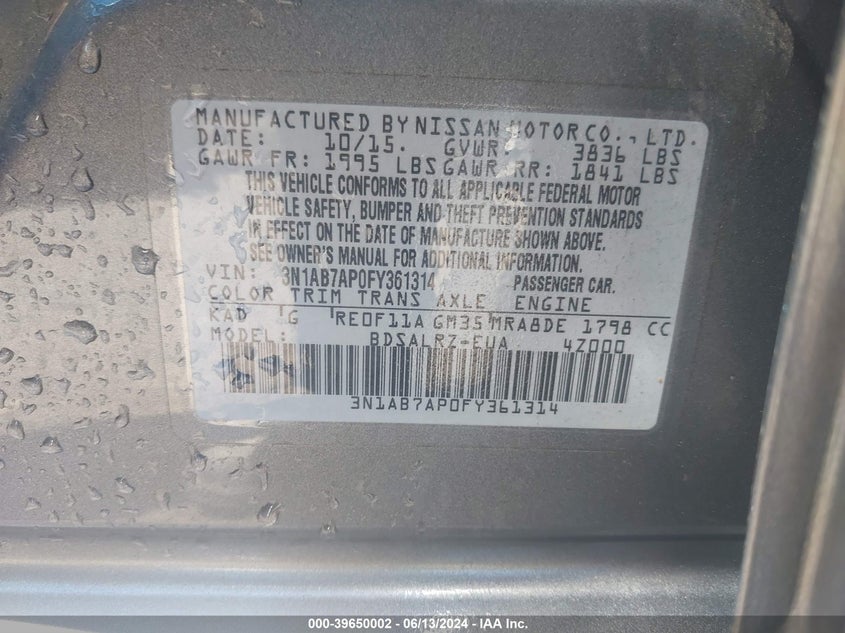 MANUFACTURED BY NISSAN MOTOR CO., LTD.
DATE: 10/15. GVWR: 3836 LBS
GAWR FR: 1995 LBS GAWR RR: 1841 LBS
THIS VEHICLE CONFORMS TO ALL APPLICABLE FEDERAL MOTOR
VEHICLE SAFETY, BUMPER AND THEFT PREVENTION STANDARDS
IN EFFECT ON THE DATE OF MANUFACTURE SHOWN ABOVE.
SEE OWNER'S MANUAL FOR ADDITIONAL INFORMATION.
VIN: 3N1AB7AP0FY361314 PASSENGER CAR.
COLOR TRIM TRANS AXLE ENGINE
KAD G RE0F11A GM35 MRA8DE 1798 CC
MODEL: BDSALRZ-EUA 4Z000
3N1AB7AP0FY361314
000-39650002 - 06/13/2024 - IAA Inc.